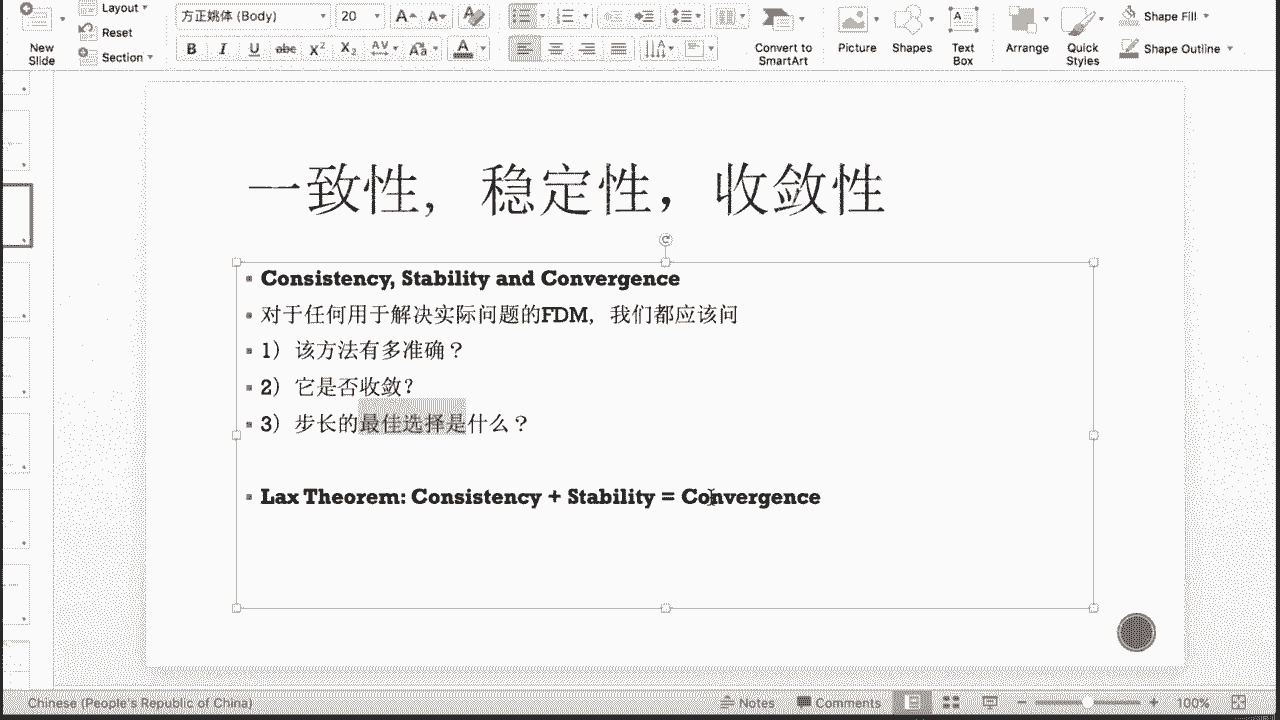 Layout
Reset
Section
New
Slide
方正姚体 (Body)
20
A A A
B I U abc X² X₂ AV Aa A
Convert to
SmartArt
Picture
Shapes
Text
Box
Arrange
Quick
Styles
Shape Fill
Shape Outline
一致性，稳定性，收敛性
Consistency, Stability and Convergence
对于任何用于解决实际问题的FDM，我们都应该问
1）该方法有多准确？
2）它是否收敛？
3）步长的最佳选择是什么？
Lax Theorem: Consistency + Stability = Convergence
Chinese (People's Republic of China
Notes
Comments
100%